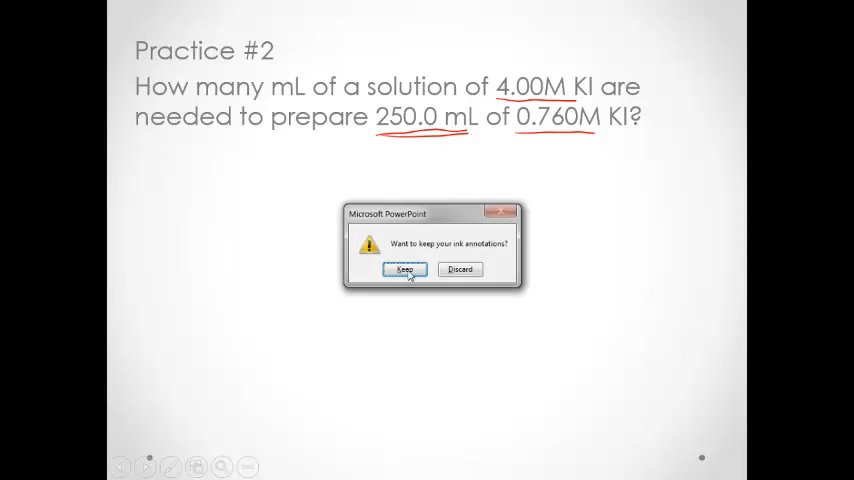 Practice #2
How many mL of a solution of 4.00M KI are
needed to prepare 250.0 mL of 0.760M KI?
Microsoft PowerPoint
Want to keep your ink annotations?
Keep Discard